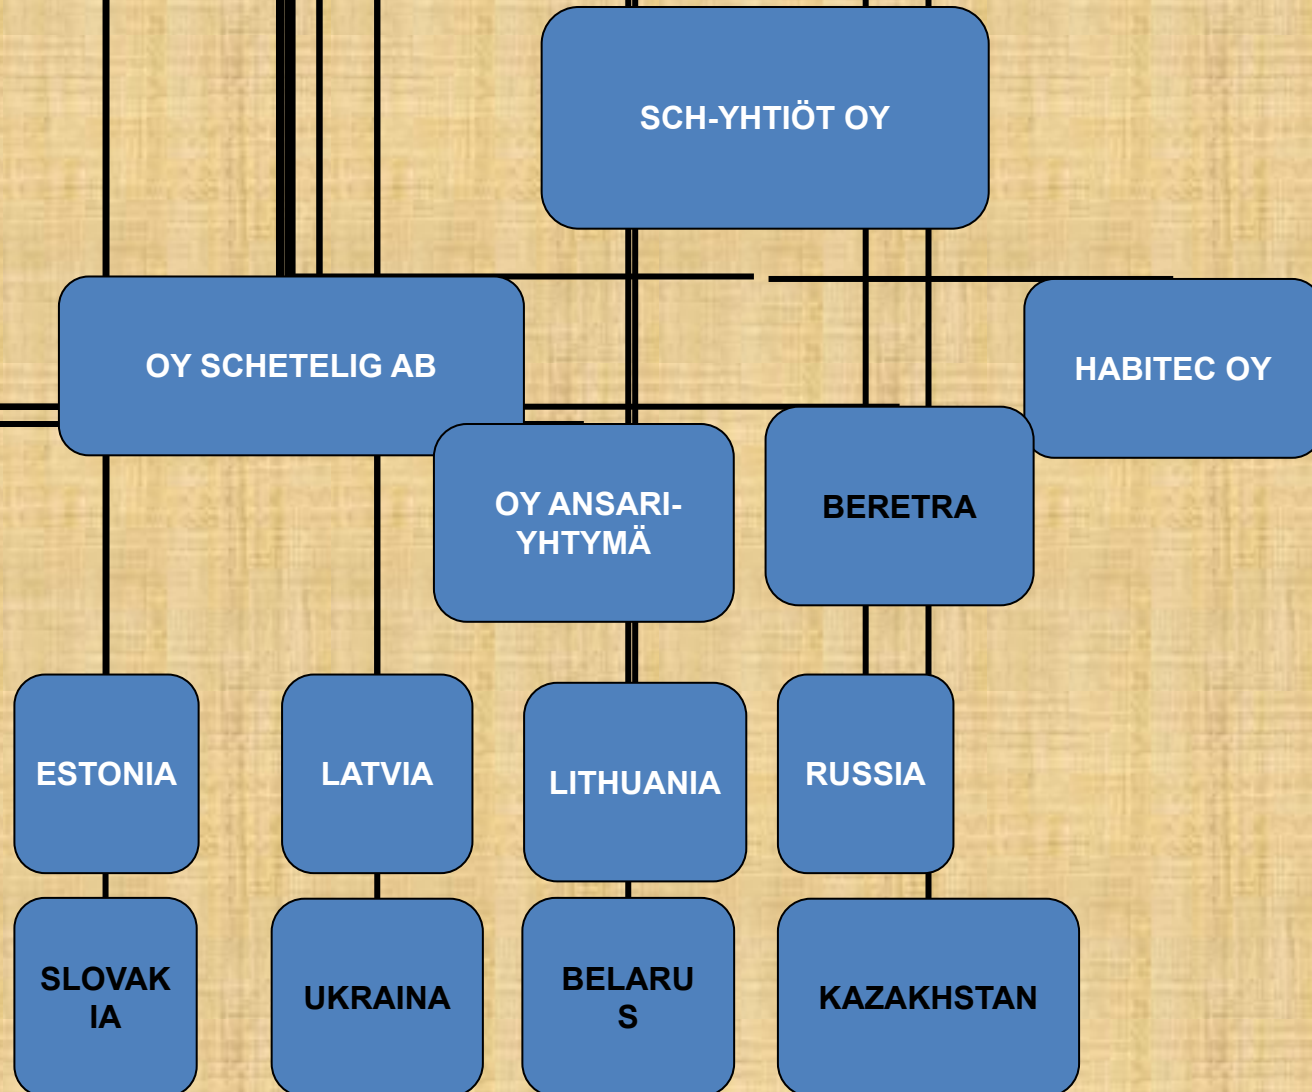 SCH-YHTIÖT OY
OY SCHETELIG AB
HABITEC OY
OY ANSARI-
YHTYMÄ
BERETRA
ESTONIA
LATVIA
LITHUANIA
RUSSIA
SLOVAK
IA
UKRAINA
BELARU
S
KAZAKHSTAN